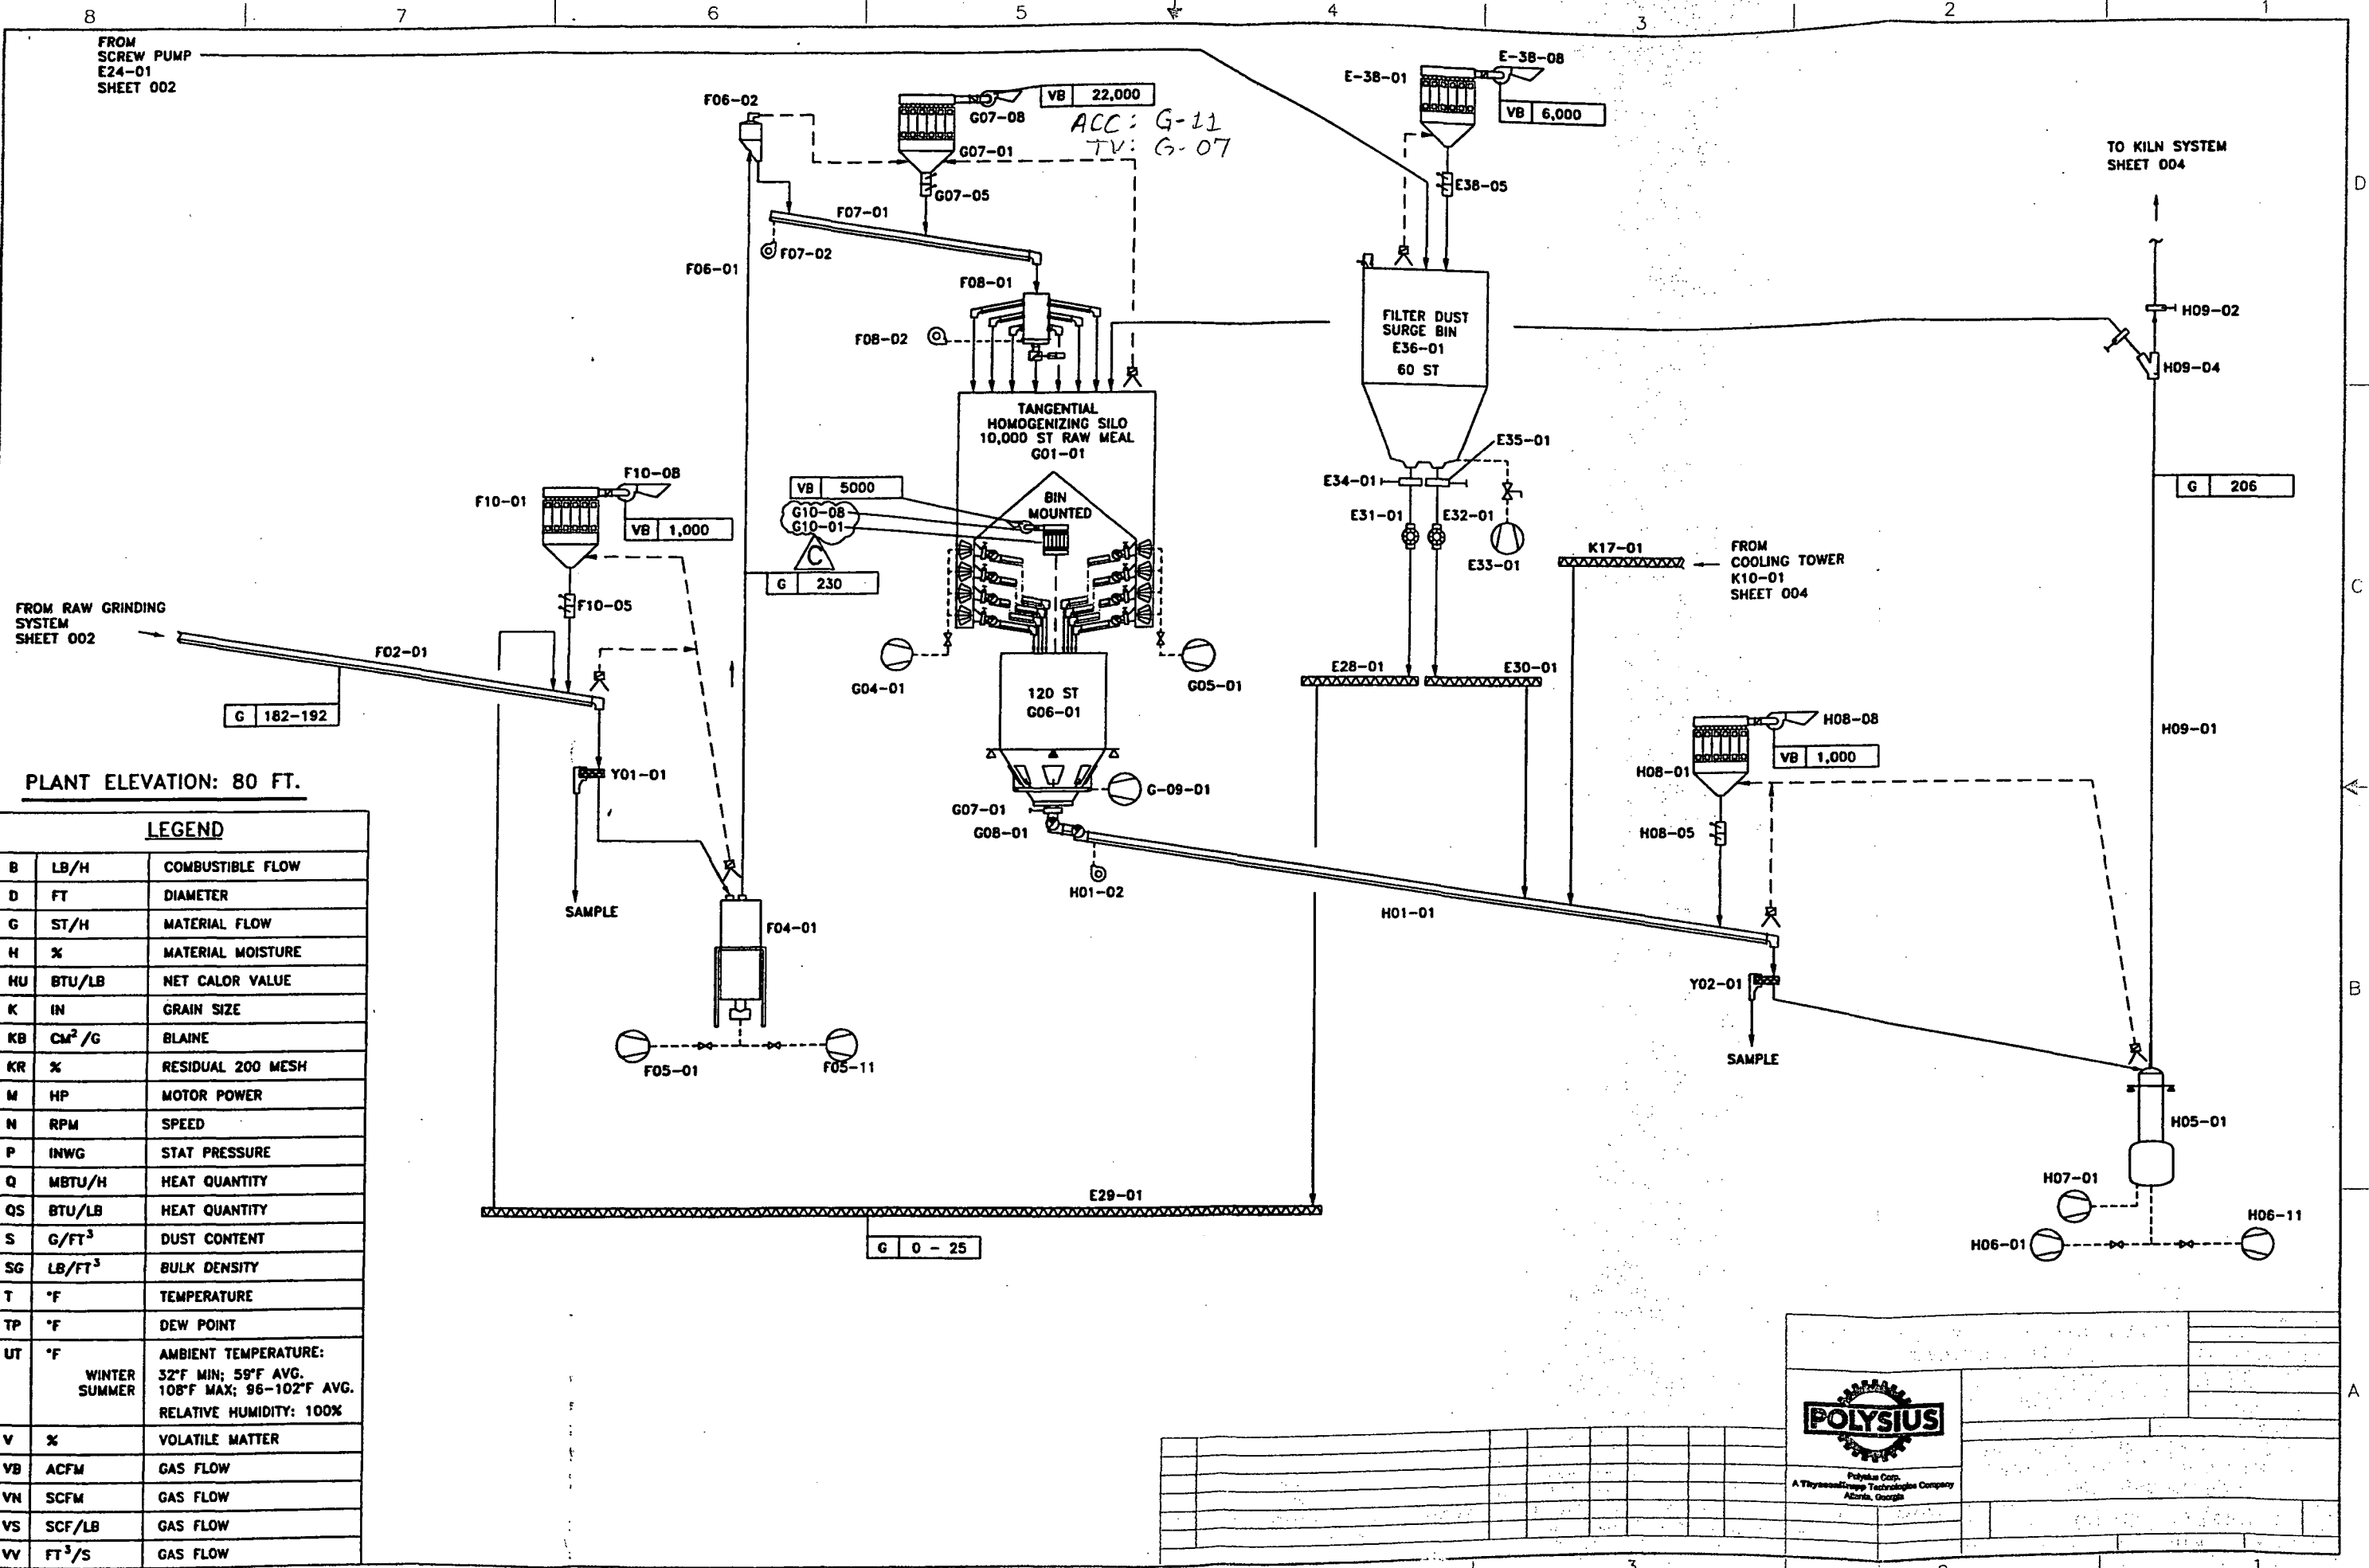 8 7 6 5 4 3 2 1
FROM
SCREW PUMP
E24-01
SHEET 002
F06-02
G07-08
VB 22,000
ACC: G-11
TV: G-07
G07-01
G07-05
F07-01
F07-02
F06-01
F08-01
F08-02
E-38-01
E-38-08
VB 6,000
E38-05
TO KILN SYSTEM
SHEET 004
D
H09-02
H09-04
FILTER DUST
SURGE BIN
E36-01
60 ST
TANGENTIAL
HOMOGENIZING SILO
10,000 ST RAW MEAL
G01-01
BIN
MOUNTED
VB 5000
G10-08
G10-01
C
G 230
F10-01
F10-08
VB 1,000
F10-05
E35-01
E34-01
E31-01
E32-01
E33-01
G 206
K17-01
FROM
COOLING TOWER
K10-01
SHEET 004
C
FROM RAW GRINDING
SYSTEM
SHEET 002
F02-01
G 182-192
G04-01
G05-01
120 ST
G06-01
E28-01
E30-01
H08-08
VB 1,000
H08-01
H08-05
H09-01
Y01-01
SAMPLE
G-09-01
G07-01
G08-01
H01-02
H01-01
F04-01
F05-01
F05-11
Y02-01
SAMPLE
B
H05-01
H07-01
H06-01
H06-11
E29-01
G 0 - 25
PLANT ELEVATION: 80 FT.
LEGEND
B LB/H COMBUSTIBLE FLOW
D FT DIAMETER
G ST/H MATERIAL FLOW
H % MATERIAL MOISTURE
HU BTU/LB NET CALOR VALUE
K IN GRAIN SIZE
KB CM²/G BLAINE
KR % RESIDUAL 200 MESH
M HP MOTOR POWER
N RPM SPEED
P INWG STAT PRESSURE
Q MBTU/H HEAT QUANTITY
QS BTU/LB HEAT QUANTITY
S G/FT³ DUST CONTENT
SG LB/FT³ BULK DENSITY
T °F TEMPERATURE
TP °F DEW POINT
UT °F AMBIENT TEMPERATURE:
WINTER 32°F MIN; 59°F AVG.
SUMMER 108°F MAX; 96-102°F AVG.
RELATIVE HUMIDITY: 100%
V % VOLATILE MATTER
VB ACFM GAS FLOW
VN SCFM GAS FLOW
VS SCF/LB GAS FLOW
VV FT³/S GAS FLOW
A
POLYSIUS
Polysius Corp.
A ThyssenKrupp Technologies Company
Atlanta, Georgia
3
1